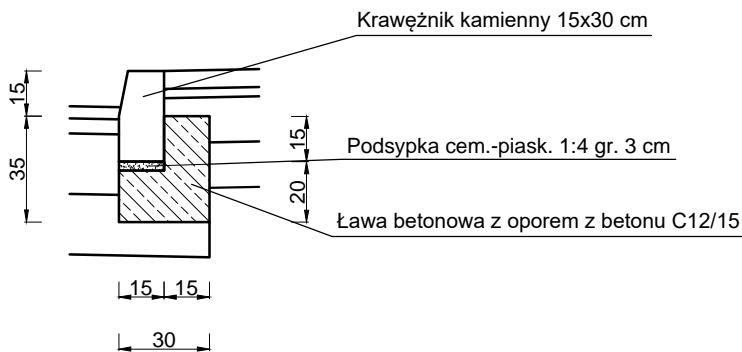 Krawężnik kamienny 15x30 cm
15
35
15
20
Podsypka cem.-piask. 1:4 gr. 3 cm
Ława betonowa z oporem z betonu C12/15
15
15
30